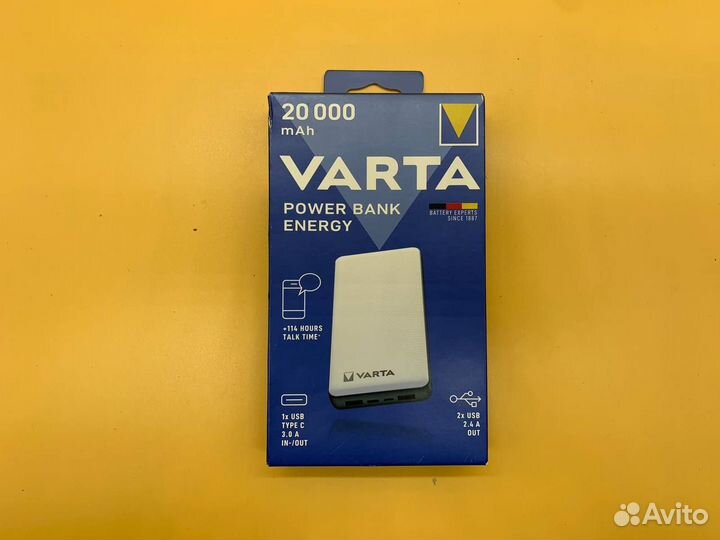 20 000
mAh
VARTA
POWER BANK
ENERGY
BATTERY EXPERTS
SINCE 1887
+114 HOURS
TALK TIME¹
VARTA
1x USB
TYPE C
3.0 A
IN-/OUT
2x USB
2.4 A
OUT
Avito